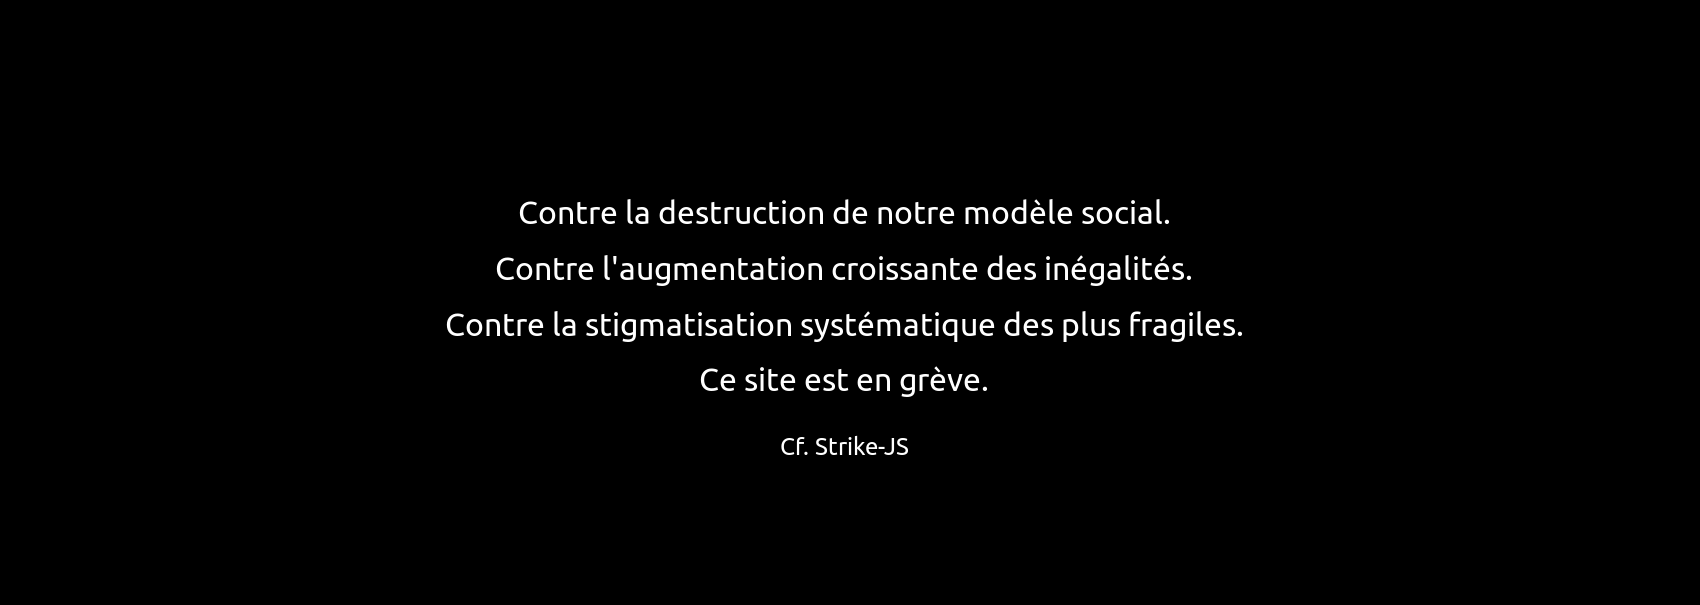 Contre la destruction de notre modèle social.
Contre l'augmentation croissante des inégalités.
Contre la stigmatisation systématique des plus fragiles.
Ce site est en grève.
Cf. Strike-JS